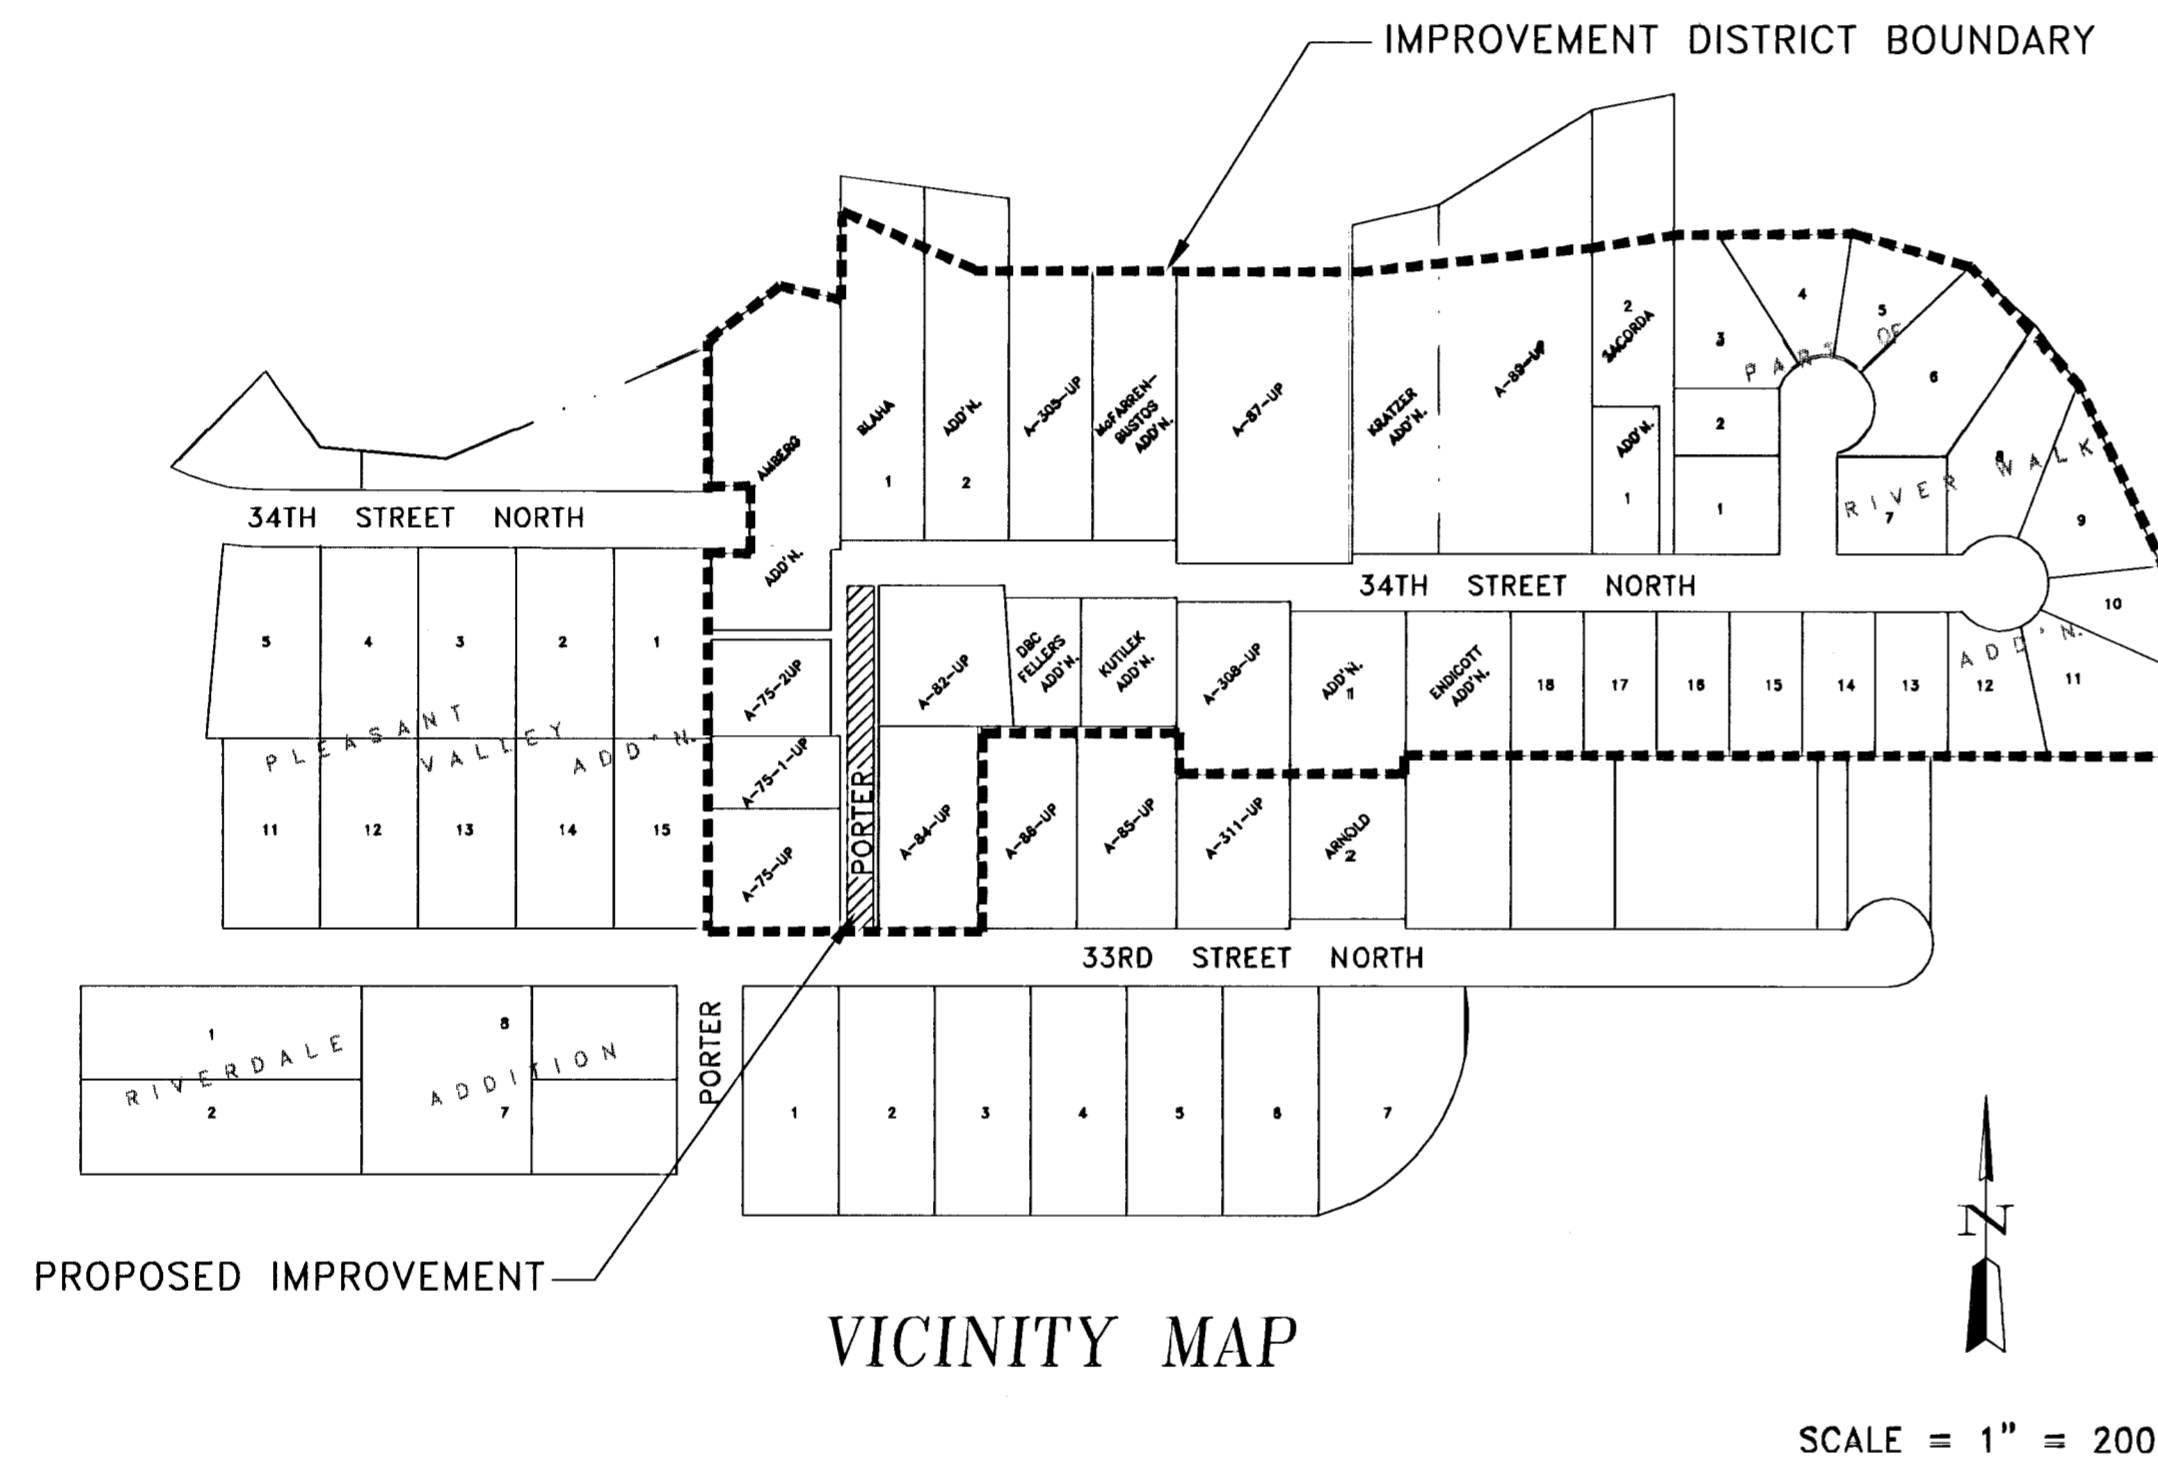 IMPROVEMENT DISTRICT BOUNDARY
AMBERG
ADD'N.
BLAHA
1
ADD'N.
2
A-305-UP
McFARREN-
BUSTOS
ADD'N.
A-87-UP
KRATZER
ADD'N.
A-89-UP
2
ADD'N.
1
3
2
1
4
5
6
7
8
9
10
11
PART OF
RIVER WALK
ADD'N.
34TH STREET NORTH
34TH STREET NORTH
5
4
3
2
1
PLEASANT
VALLEY
ADD'N.
11
12
13
14
15
A-75-2UP
A-75-1-UP
A-75-UP
PORTER
A-82-UP
DBC
FELLERS
ADD'N.
KUTILEK
ADD'N.
A-308-UP
ADD'N.
1
ENDICOTT
ADD'N.
18
17
16
15
14
13
12
A-84-UP
A-86-UP
A-85-UP
A-311-UP
ARNOLD
2
33RD STREET NORTH
1
2
RIVERDALE
ADDITION
8
7
PORTER
1
2
3
4
5
6
7
PROPOSED IMPROVEMENT
N
VICINITY MAP
SCALE = 1" = 200